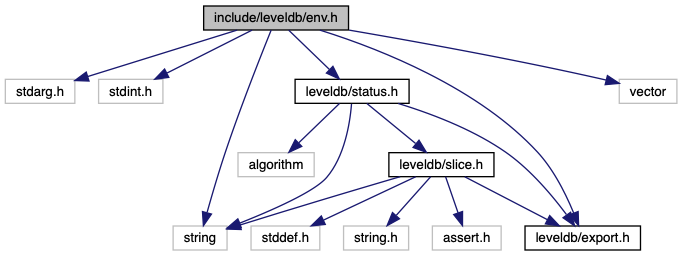 include/leveldb/env.h
stdarg.h
stdint.h
leveldb/status.h
vector
algorithm
leveldb/slice.h
string
stddef.h
string.h
assert.h
leveldb/export.h